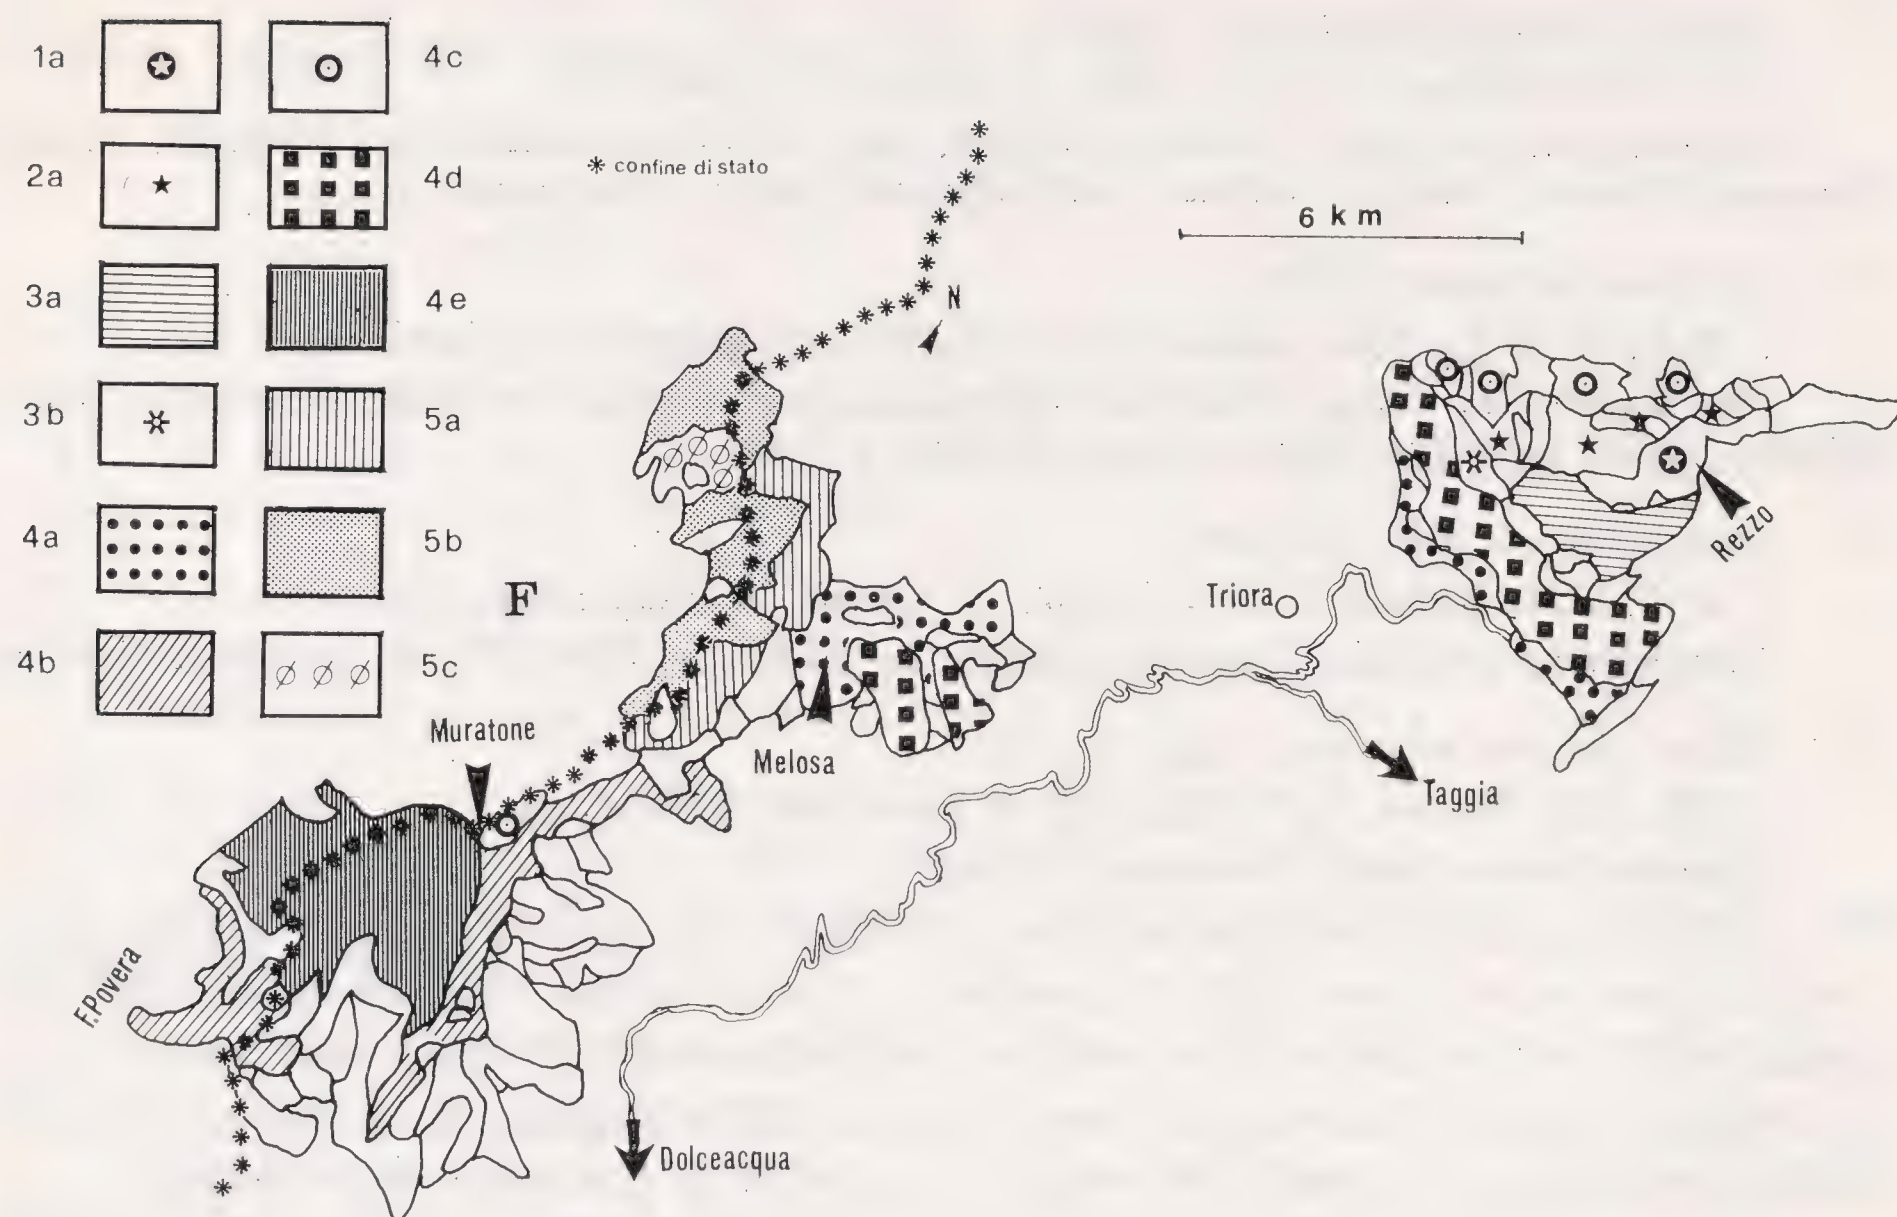 1a
4c
2a
4d
3a
4e
3b
5a
4a
5b
4b
5c
* confine di stato
6 km
N
F
Rezzo
Triora
Muratone
Melosa
Taggia
F.Povera
Dolceacqua